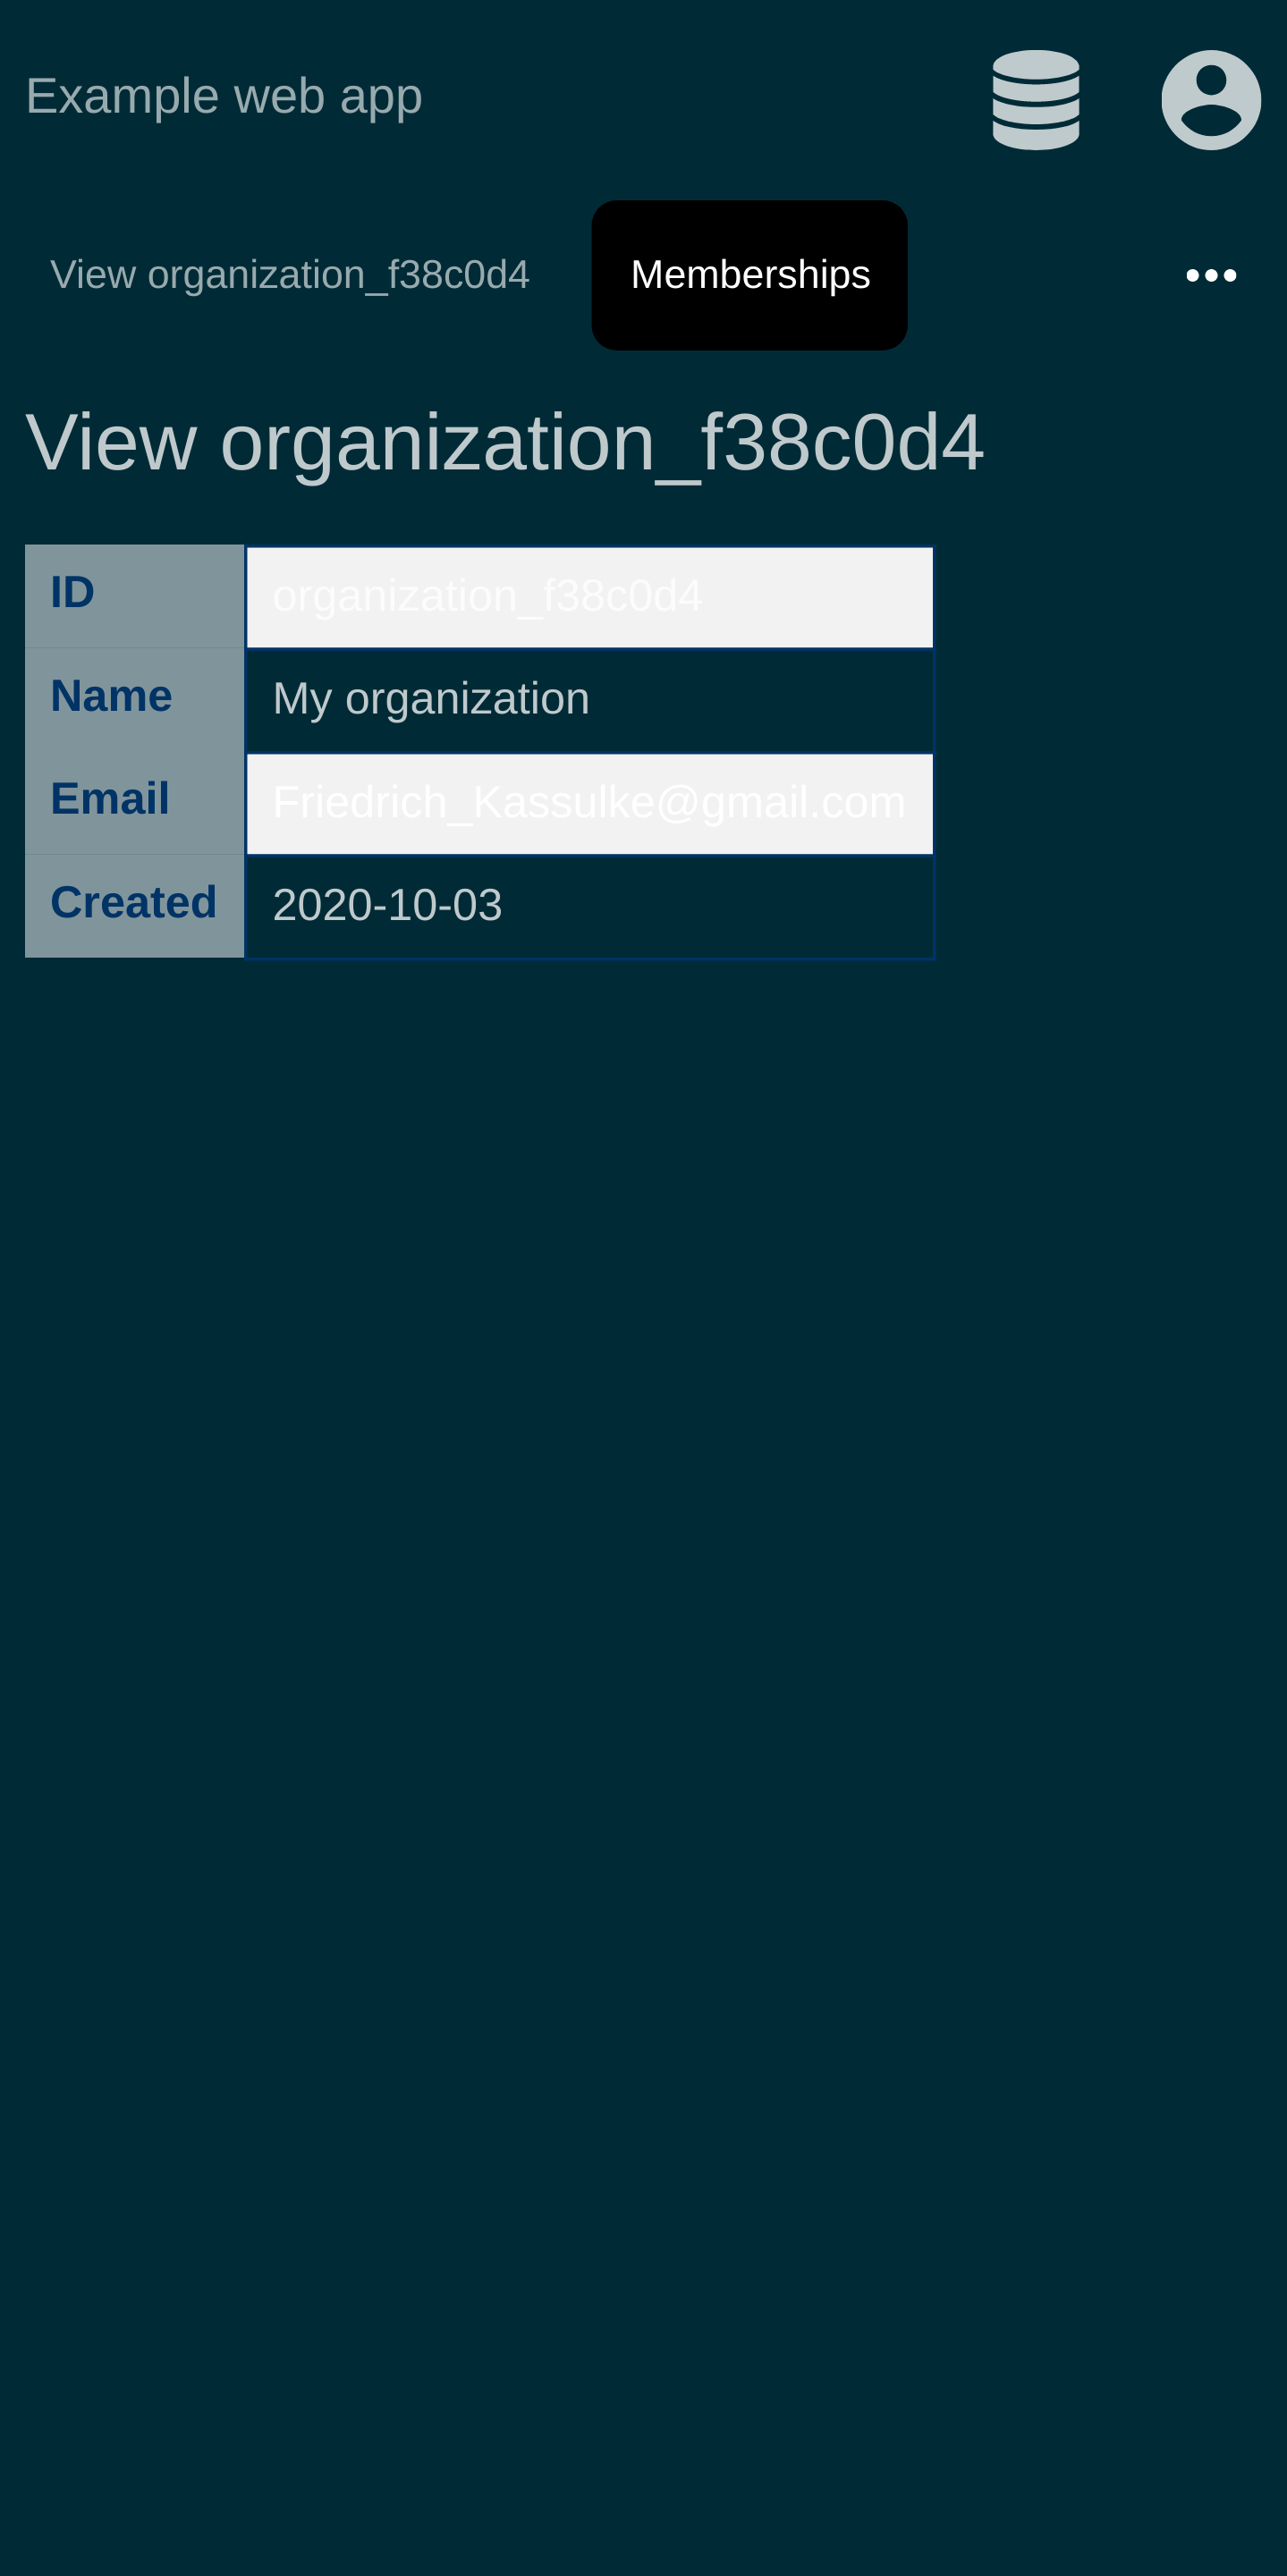 Example web app
View organization_f38c0d4 Memberships
View organization_f38c0d4
ID organization_f38c0d4
Name My organization
Email Friedrich_Kassulke@gmail.com
Created 2020-10-03